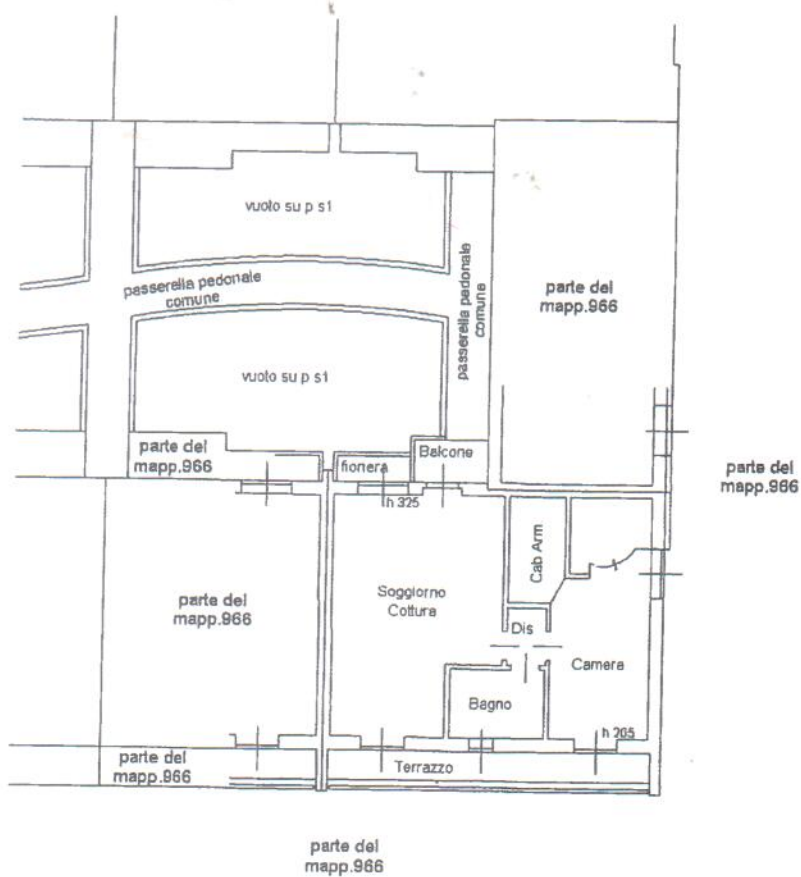 vuoto su p s1
passerella pedonale
comune
passerella pedonale
comune
parte del
mapp.966
vuoto su p s1
parte del
mapp.966
fioriera
Balcone
parte del
mapp.966
h 325
Cab Arm
Soggiorno
Cottura
parte del
mapp.966
Dis
Camera
Bagno
h 205
parte del
mapp.966
Terrazzo
parte del
mapp.966